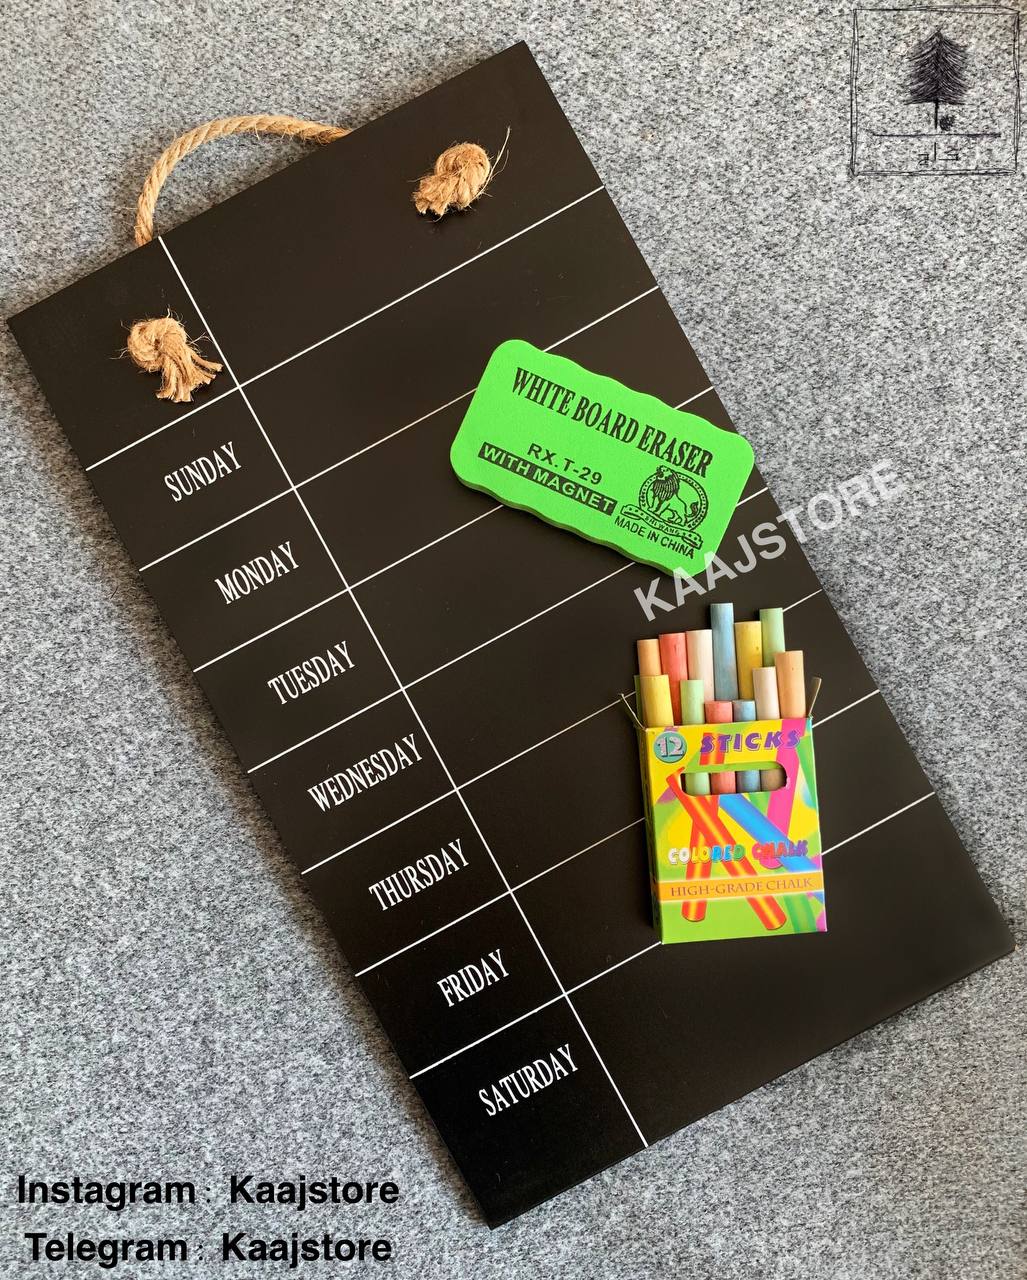 SUNDAY
MONDAY
TUESDAY
WEDNESDAY
THURSDAY
FRIDAY
SATURDAY
WHITE BOARD ERASER
RX.T-29
WITH MAGNET
MADE IN CHINA
KAAJSTORE
12 STICKS
COLORED CHALK
HIGH-GRADE CHALK
Instagram : Kaajstore
Telegram : Kaajstore